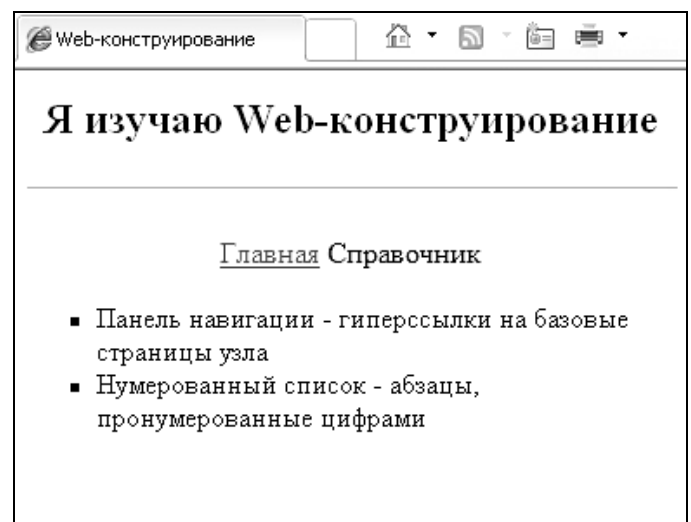 Web-конструирование
Я изучаю Web-конструирование
Главная Справочник
Панель навигации - гиперссылки на базовые
страницы узла
Нумерованный список - абзацы,
пронумерованные цифрами